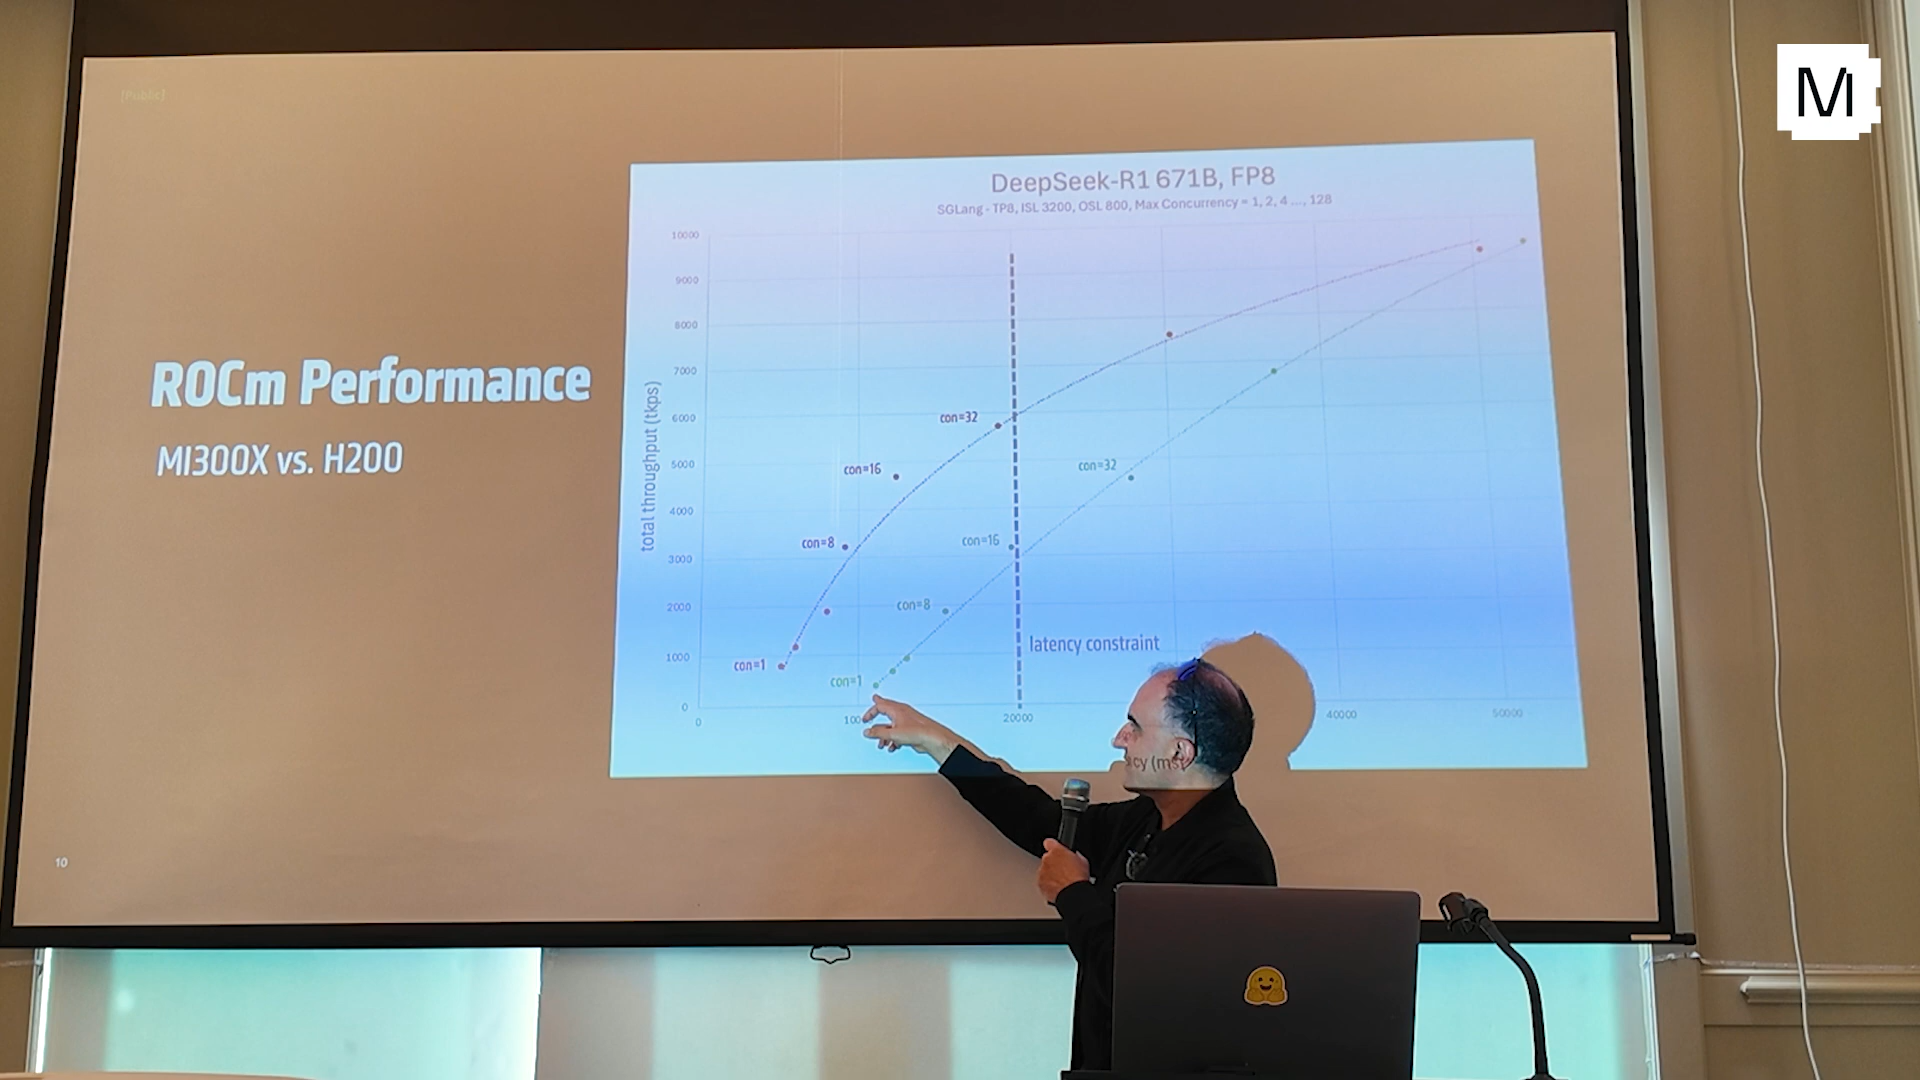 [Public]
M
DeepSeek-R1 671B, FP8
SGLang - TP8, ISL 3200, OSL 800, Max Concurrency = 1, 2, 4 ..., 128
ROCm Performance
MI300X vs. H200
total throughput (tkps)
10000
9000
8000
7000
6000
5000
4000
3000
2000
1000
0
con=32
con=16
con=8
con=1
con=32
con=16
con=8
con=1
latency constraint
0
20000
40000
50000
(ms)
10